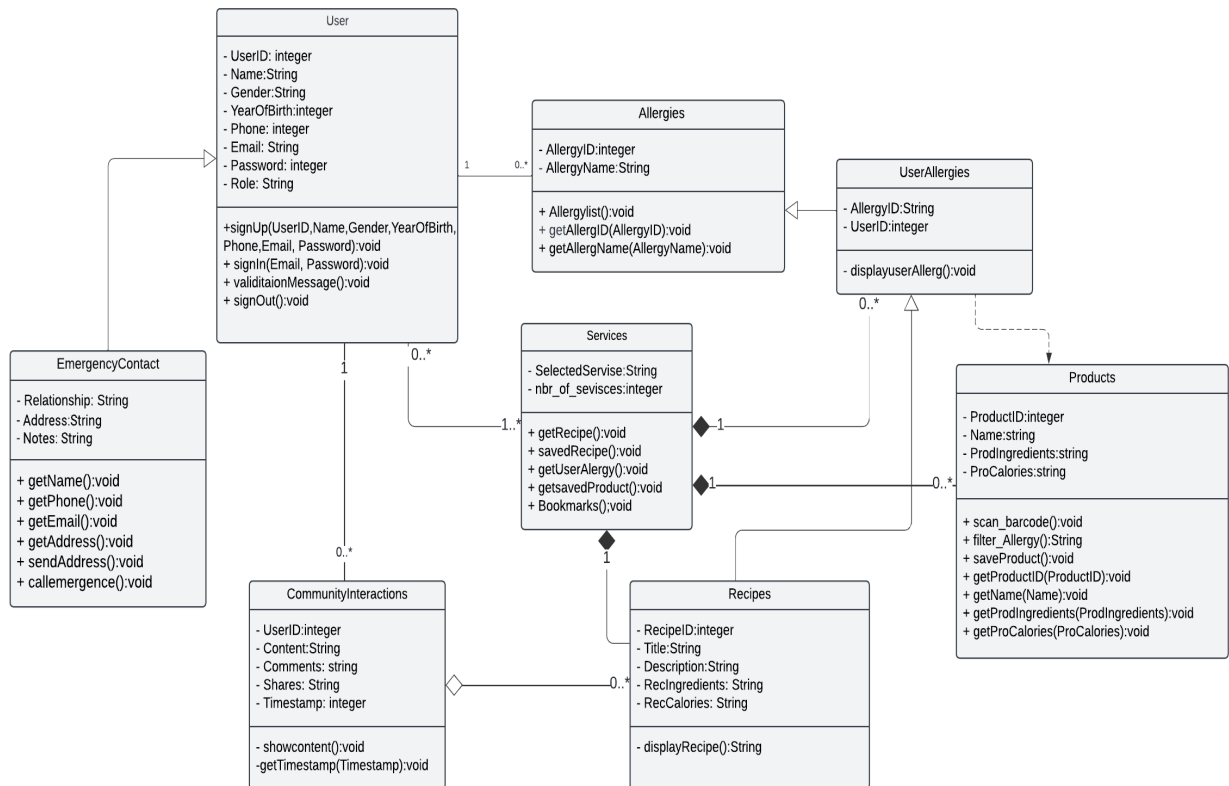 User
- UserID: integer
- Name:String
- Gender:String
- YearOfBirth:integer
- Phone: integer
- Email: String
- Password: integer
- Role: String
+signUp(UserID,Name,Gender,YearOfBirth,
Phone,Email, Password):void
+ signIn(Email, Password):void
+ validitaionMessage():void
+ signOut():void
1
0..*
Allergies
- AllergyID:integer
- AllergyName:String
+ Allergylist():void
+ getAllergID(AllergyID):void
+ getAllergName(AllergyName):void
UserAllergies
- AllergyID:String
- UserID:integer
- displayuserAllerg():void
0..*
EmergencyContact
- Relationship: String
- Address:String
- Notes: String
+ getName():void
+ getPhone():void
+ getEmail():void
+ getAddress():void
+ sendAddress():void
+ callemergence():void
1
0..*
0..*
1..*
Services
- SelectedServise:String
- nbr_of_sevisces:integer
+ getRecipe():void
+ savedRecipe():void
+ getUserAlergy():void
+ getsavedProduct():void
+ Bookmarks();void
1
1
0..*
1
Products
- ProductID:integer
- Name:string
- ProdIngredients:string
- ProCalories:string
+ scan_barcode():void
+ filter_Allergy():String
+ saveProduct():void
+ getProductID(ProductID):void
+ getName(Name):void
+ getProdIngredients(ProdIngredients):void
+ getProCalories(ProCalories):void
CommunityInteractions
- UserID:integer
- Content:String
- Comments: string
- Shares: String
- Timestamp: integer
- showcontent():void
-getTimestamp(Timestamp):void
0..*
Recipes
- RecipeID:integer
- Title:String
- Description:String
- RecIngredients: String
- RecCalories: String
- displayRecipe():String